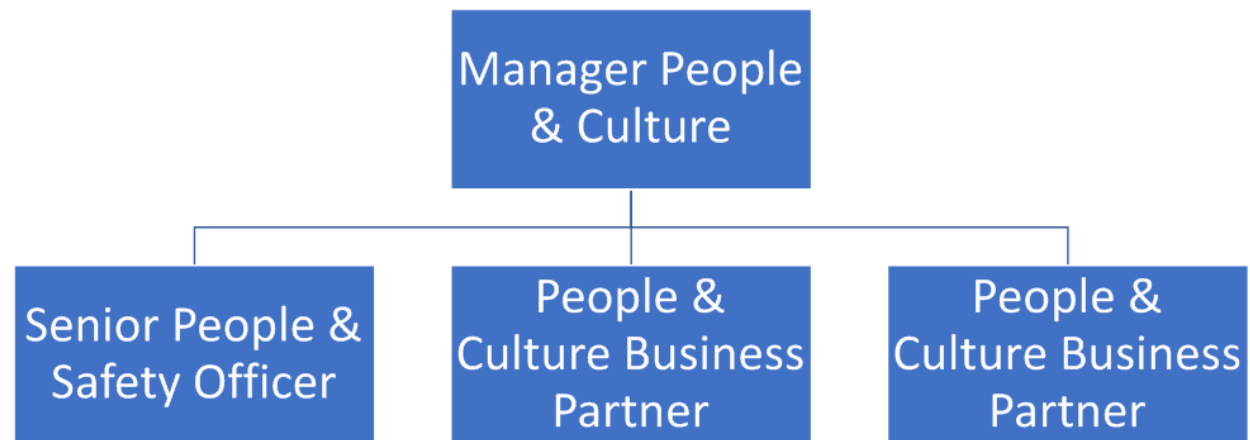 Manager People
& Culture
Senior People &
Safety Officer
People &
Culture Business
Partner
People &
Culture Business
Partner